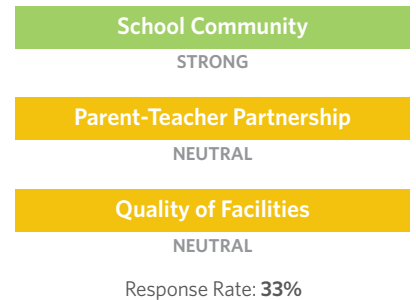 School Community
STRONG
Parent-Teacher Partnership
NEUTRAL
Quality of Facilities
NEUTRAL
Response Rate: 33%